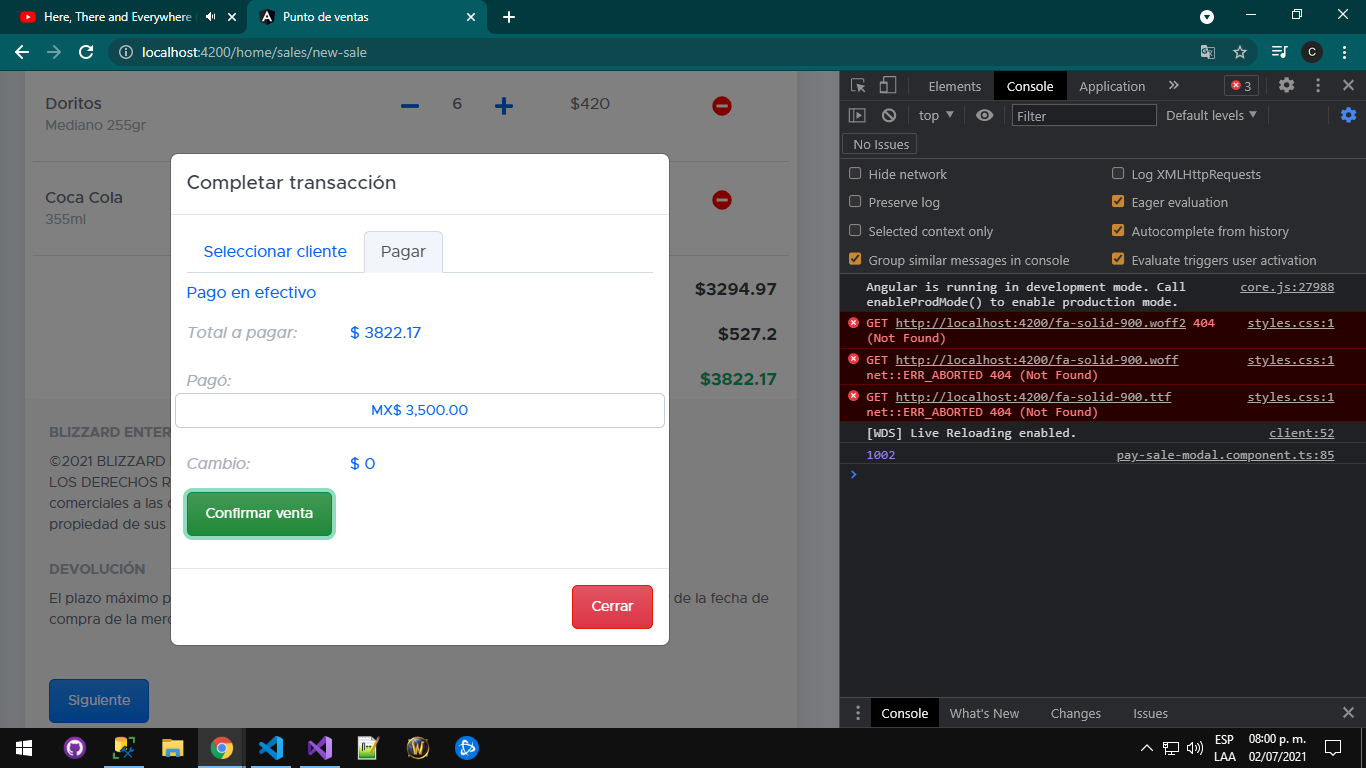 Here, There and Everywhere
Punto de ventas
localhost:4200/home/sales/new-sale
C
Doritos
6
$420
Mediano 255gr
Coca Cola
355ml
$3294.97
$527.2
$3822.17
BLIZZARD ENTER
©2021 BLIZZARD
LOS DERECHOS R
comerciales a las
propiedad de sus
DEVOLUCIÓN
El plazo máximo p
de la fecha de
compra de la merc
Siguiente
Completar transacción
Seleccionar cliente
Pagar
Pago en efectivo
Total a pagar:
$ 3822.17
Pagó:
MX$ 3,500.00
Cambio:
$ 0
Confirmar venta
Cerrar
Elements
Console
Application
3
top
Filter
Default levels
No Issues
Hide network
Log XMLHttpRequests
Preserve log
Eager evaluation
Selected context only
Autocomplete from history
Group similar messages in console
Evaluate triggers user activation
Angular is running in development mode. Call core.js:27988
enableProdMode() to enable production mode.
GET http://localhost:4200/fa-solid-900.woff2 404 styles.css:1
(Not Found)
GET http://localhost:4200/fa-solid-900.woff styles.css:1
net::ERR_ABORTED 404 (Not Found)
GET http://localhost:4200/fa-solid-900.ttf styles.css:1
net::ERR_ABORTED 404 (Not Found)
[WDS] Live Reloading enabled. client:52
1002 pay-sale-modal.component.ts:85
Console
What's New
Changes
Issues
ESP
LAA
08:00 p. m.
02/07/2021